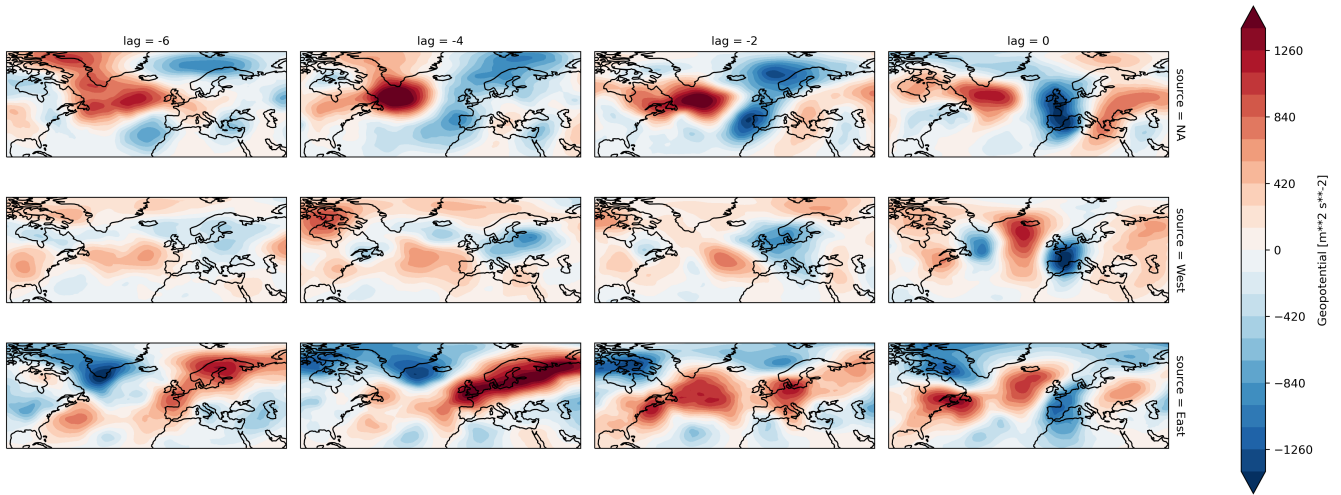 lag = -6
lag = -4
lag = -2
lag = 0
source = NA
source = West
source = East
1260
840
420
0
−420
−840
−1260
Geopotential [m**2 s**-2]